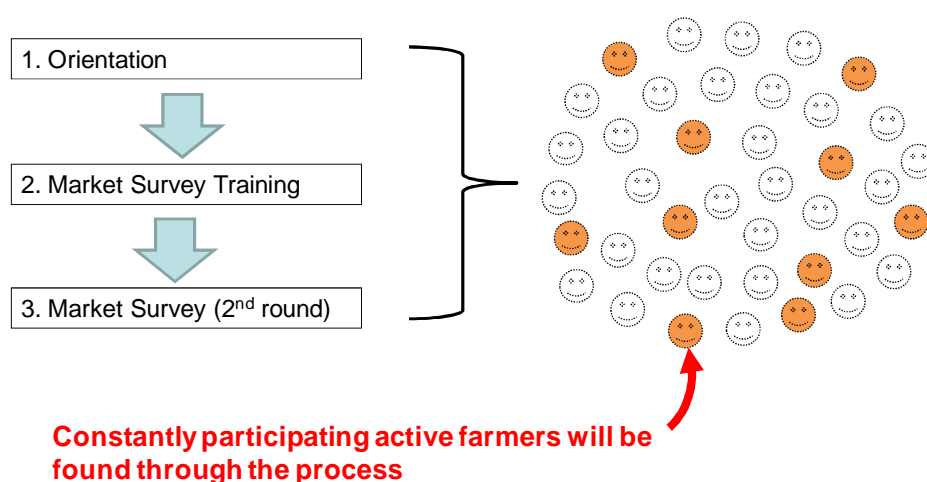 1. Orientation
2. Market Survey Training
3. Market Survey (2nd round)
Constantly participating active farmers will be
found through the process